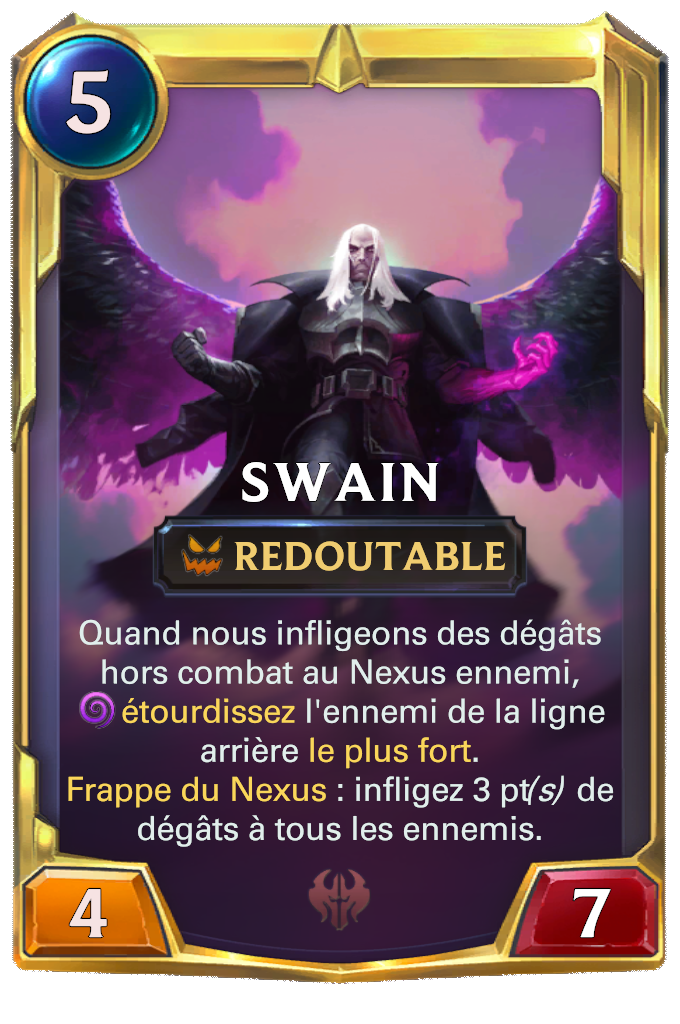 5
SWAIN
REDOUTABLE
Quand nous infligeons des dégâts
hors combat au Nexus ennemi,
étourdissez l'ennemi de la ligne
arrière le plus fort.
Frappe du Nexus : infligez 3 pt(s) de
dégâts à tous les ennemis.
4
7